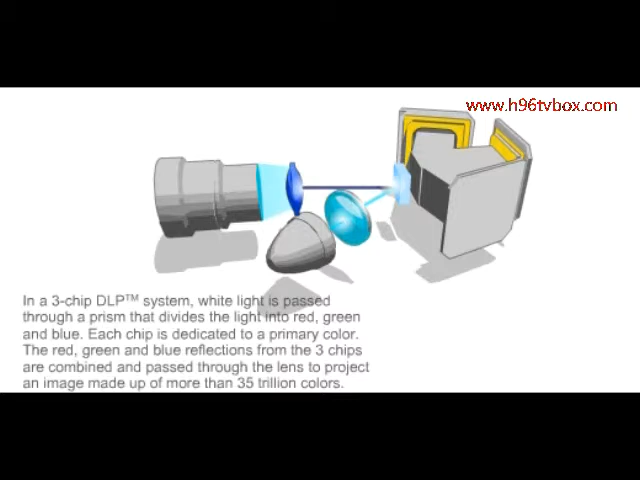 www.h96tvbox.com
In a 3-chip DLP™ system, white light is passed
through a prism that divides the light into red, green
and blue. Each chip is dedicated to a primary color.
The red, green and blue reflections from the 3 chips
are combined and passed through the lens to project
an image made up of more than 35 trillion colors.